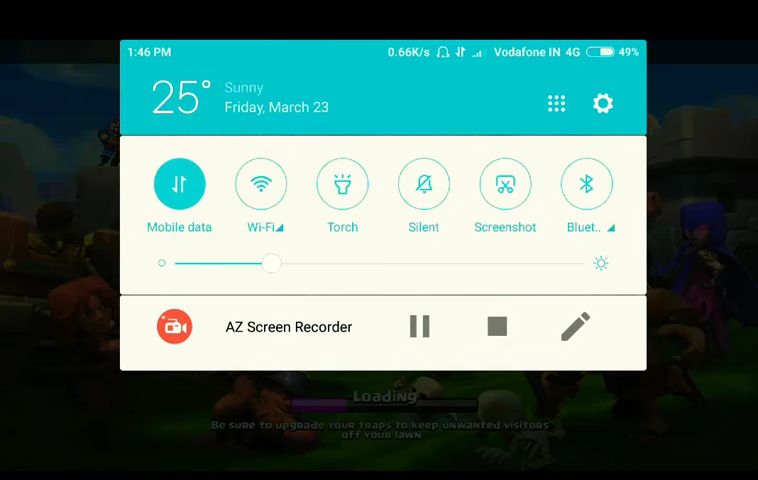 1:46 PM 0.66K/s Vodafone IN 4G 49%
25° Sunny
Friday, March 23
Mobile data Wi-Fi Torch Silent Screenshot Bluet..
AZ Screen Recorder
Loading
Be sure to upgrade your traps to keep unwanted visitors
off your lawn